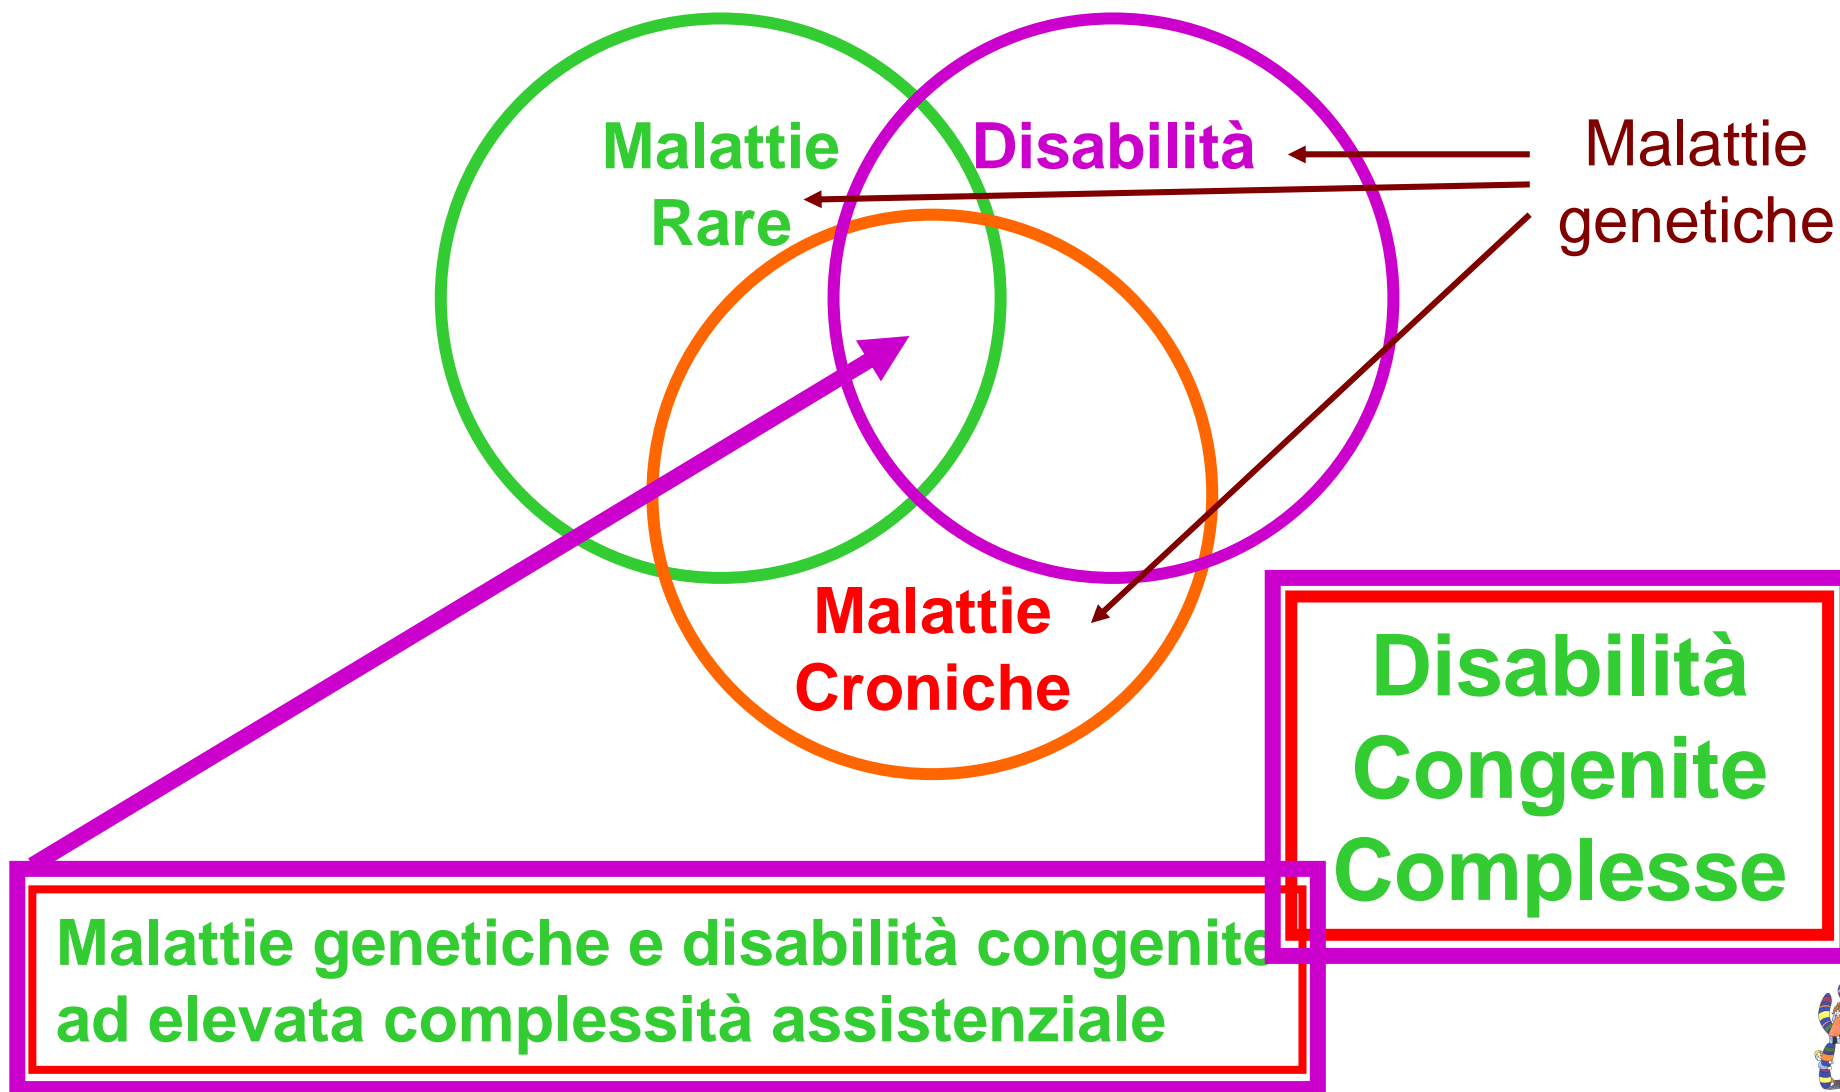 Malattie
Rare
Disabilità
Malattie
genetiche
Malattie
Croniche
Disabilità
Congenite
Complesse
Malattie genetiche e disabilità congenite
ad elevata complessità assistenziale